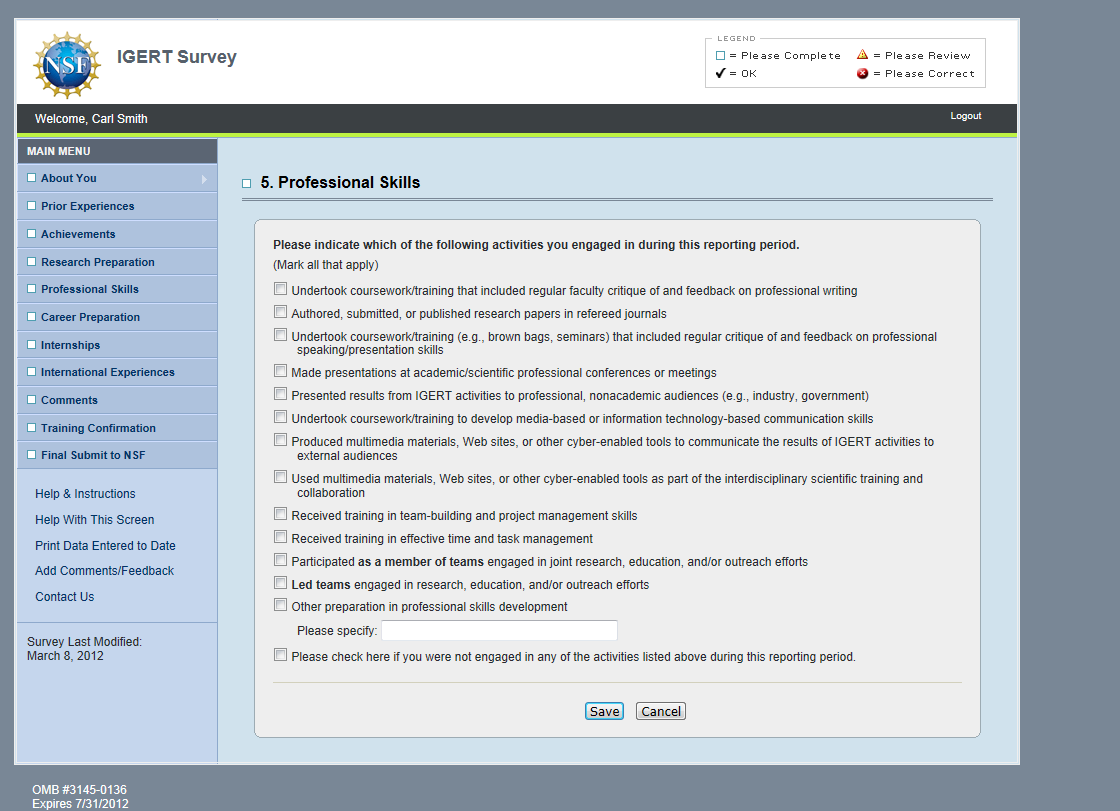 NSF
IGERT Survey
LEGEND
= Please Complete
= Please Review
= OK
= Please Correct
Welcome, Carl Smith
Logout
MAIN MENU
About You
Prior Experiences
Achievements
Research Preparation
Professional Skills
Career Preparation
Internships
International Experiences
Comments
Training Confirmation
Final Submit to NSF
Help & Instructions
Help With This Screen
Print Data Entered to Date
Add Comments/Feedback
Contact Us
Survey Last Modified:
March 8, 2012
5. Professional Skills
Please indicate which of the following activities you engaged in during this reporting period.
(Mark all that apply)
Undertook coursework/training that included regular faculty critique of and feedback on professional writing
Authored, submitted, or published research papers in refereed journals
Undertook coursework/training (e.g., brown bags, seminars) that included regular critique of and feedback on professional
speaking/presentation skills
Made presentations at academic/scientific professional conferences or meetings
Presented results from IGERT activities to professional, nonacademic audiences (e.g., industry, government)
Undertook coursework/training to develop media-based or information technology-based communication skills
Produced multimedia materials, Web sites, or other cyber-enabled tools to communicate the results of IGERT activities to
external audiences
Used multimedia materials, Web sites, or other cyber-enabled tools as part of the interdisciplinary scientific training and
collaboration
Received training in team-building and project management skills
Received training in effective time and task management
Participated as a member of teams engaged in joint research, education, and/or outreach efforts
Led teams engaged in research, education, and/or outreach efforts
Other preparation in professional skills development
Please specify:
Please check here if you were not engaged in any of the activities listed above during this reporting period.
Save
Cancel
OMB #3145-0136
Expires 7/31/2012